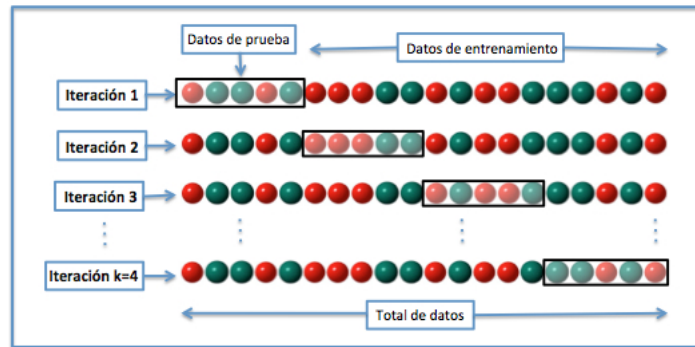 Datos de prueba
Datos de entrenamiento
Iteración 1
Iteración 2
Iteración 3
Iteración k=4
Total de datos